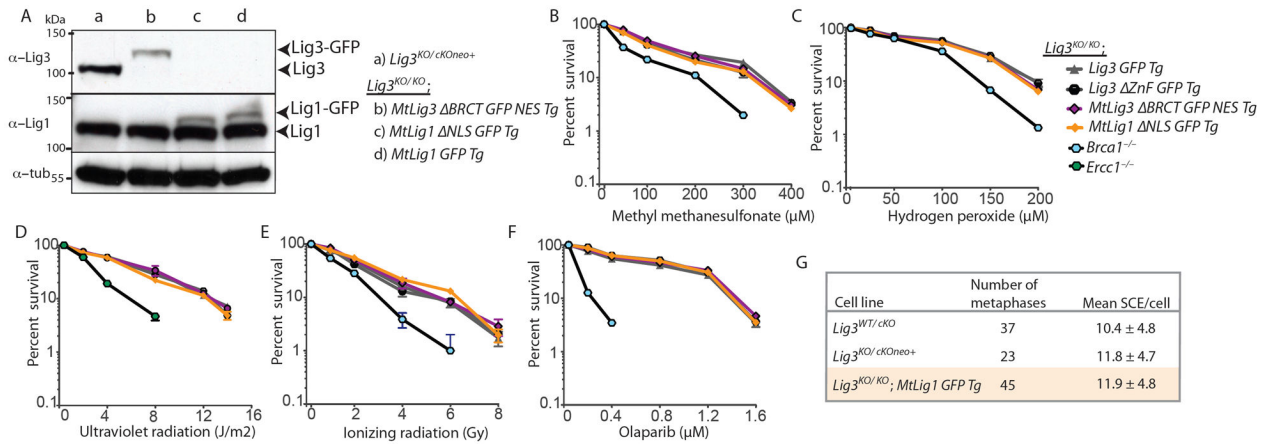 A
kDa
a b c d
150
α−Lig3
100
Lig3-GFP
Lig3
150
α-Lig1
100
Lig1-GFP
Lig1
α−tub
55
a) Lig3KO/cKOneo+
Lig3KO/KO;
b) MtLig3 ΔBRCT GFP NES Tg
c) MtLig1 ΔNLS GFP Tg
d) MtLig1 GFP Tg
B
Percent survival
100
10
1
0.1
0 100 200 300 400
Methyl methanesulfonate (μM)
C
Percent survival
100
10
1
0.1
0 50 100 150 200
Hydrogen peroxide (μM)
Lig3KO/KO;
Lig3 GFP Tg
Lig3 ΔZnF GFP Tg
MtLig3 ΔBRCT GFP NES Tg
MtLig1 ΔNLS GFP Tg
Brca1−/−
Ercc1−/−
D
Percent survival
100
10
1
0.1
0 4 8 12 16
Ultraviolet radiation (J/m2)
E
Percent survival
100
10
1
0.1
0 2 4 6 8
Ionizing radiation (Gy)
F
Percent survival
100
10
1
0.1
0 0.4 0.8 1.2 1.6
Olaparib (μM)
G
Cell line Number of metaphases Mean SCE/cell
Lig3WT/cKO 37 10.4 ± 4.8
Lig3KO/cKOneo+ 23 11.8 ± 4.7
Lig3KO/KO; MtLig1 GFP Tg 45 11.9 ± 4.8